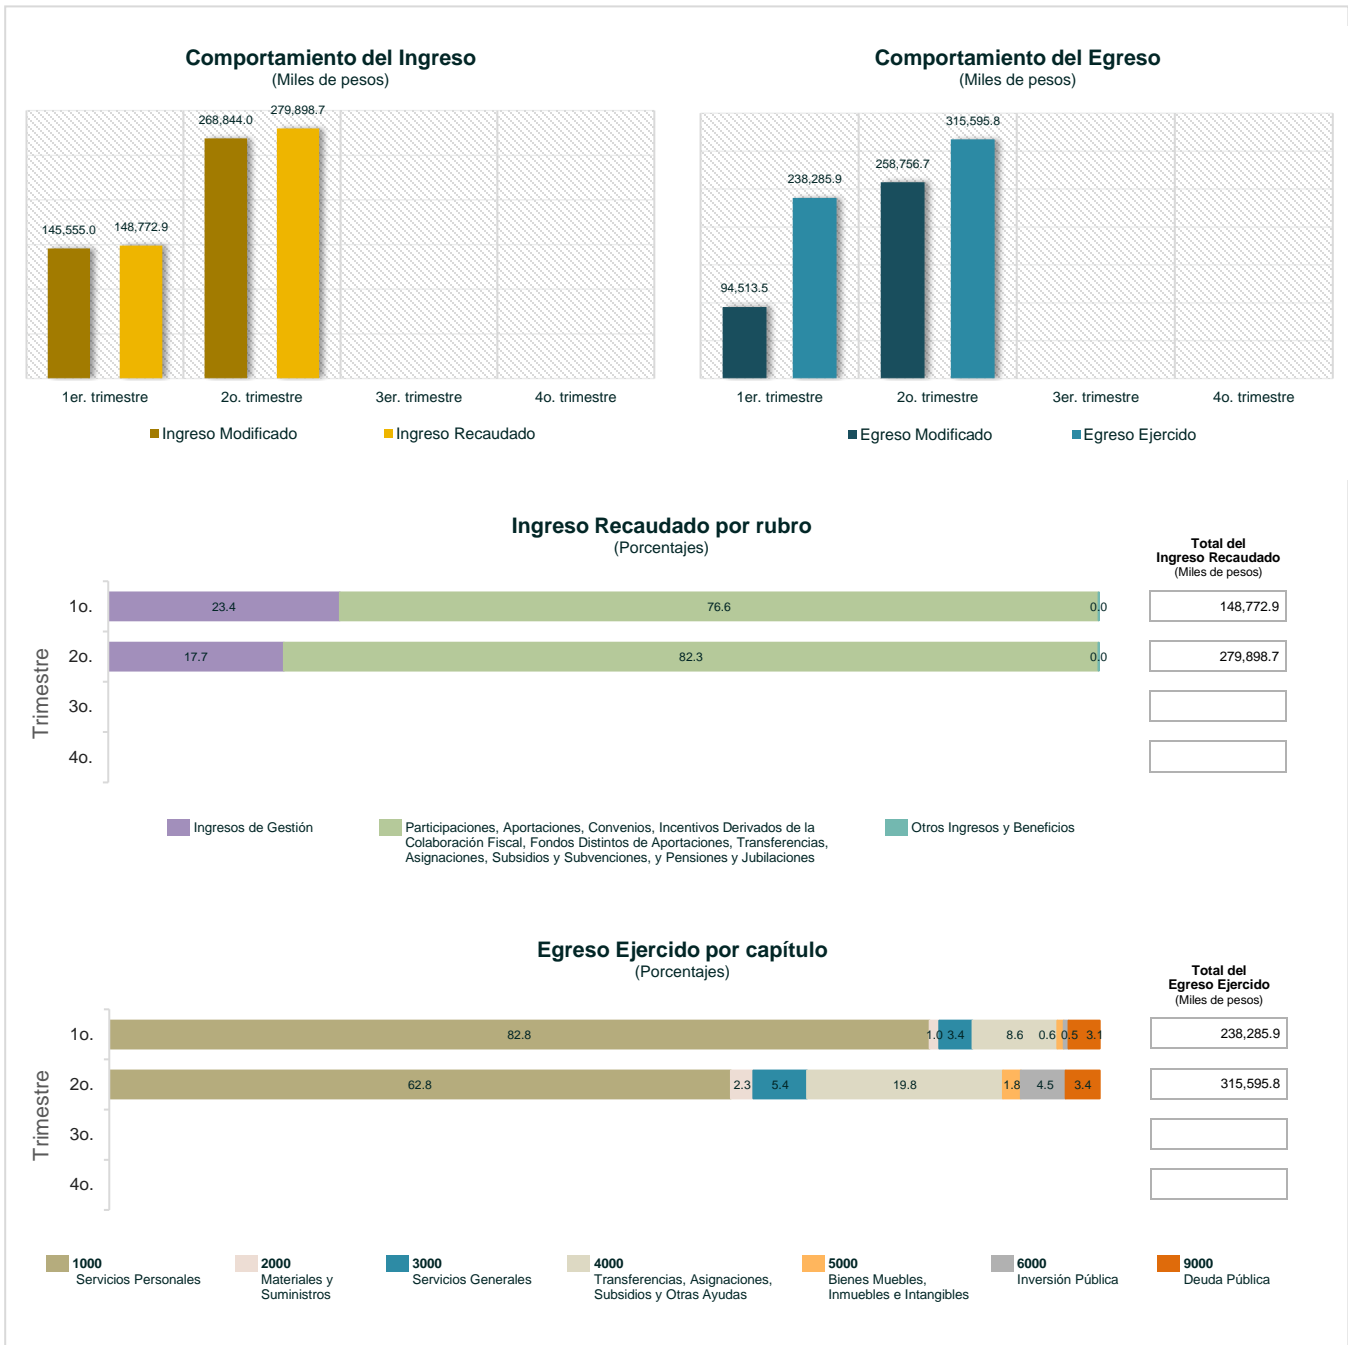 Comportamiento del Ingreso
(Miles de pesos)
145,555.0
148,772.9
268,844.0
279,898.7
1er. trimestre
2o. trimestre
3er. trimestre
4o. trimestre
Ingreso Modificado
Ingreso Recaudado
Comportamiento del Egreso
(Miles de pesos)
94,513.5
238,285.9
258,756.7
315,595.8
1er. trimestre
2o. trimestre
3er. trimestre
4o. trimestre
Egreso Modificado
Egreso Ejercido
Ingreso Recaudado por rubro
(Porcentajes)
Total del
Ingreso Recaudado
(Miles de pesos)
Trimestre
1o.
23.4
76.6
0.0
148,772.9
2o.
17.7
82.3
0.0
279,898.7
3o.
4o.
Ingresos de Gestión
Participaciones, Aportaciones, Convenios, Incentivos Derivados de la
Colaboración Fiscal, Fondos Distintos de Aportaciones, Transferencias,
Asignaciones, Subsidios y Subvenciones, y Pensiones y Jubilaciones
Otros Ingresos y Beneficios
Egreso Ejercido por capítulo
(Porcentajes)
Total del
Egreso Ejercido
(Miles de pesos)
Trimestre
1o.
82.8
1.0
3.4
8.6
0.6
0.5
3.1
238,285.9
2o.
62.8
2.3
5.4
19.8
1.8
4.5
3.4
315,595.8
3o.
4o.
1000
Servicios Personales
2000
Materiales y
Suministros
3000
Servicios Generales
4000
Transferencias, Asignaciones,
Subsidios y Otras Ayudas
5000
Bienes Muebles,
Inmuebles e Intangibles
6000
Inversión Pública
9000
Deuda Pública